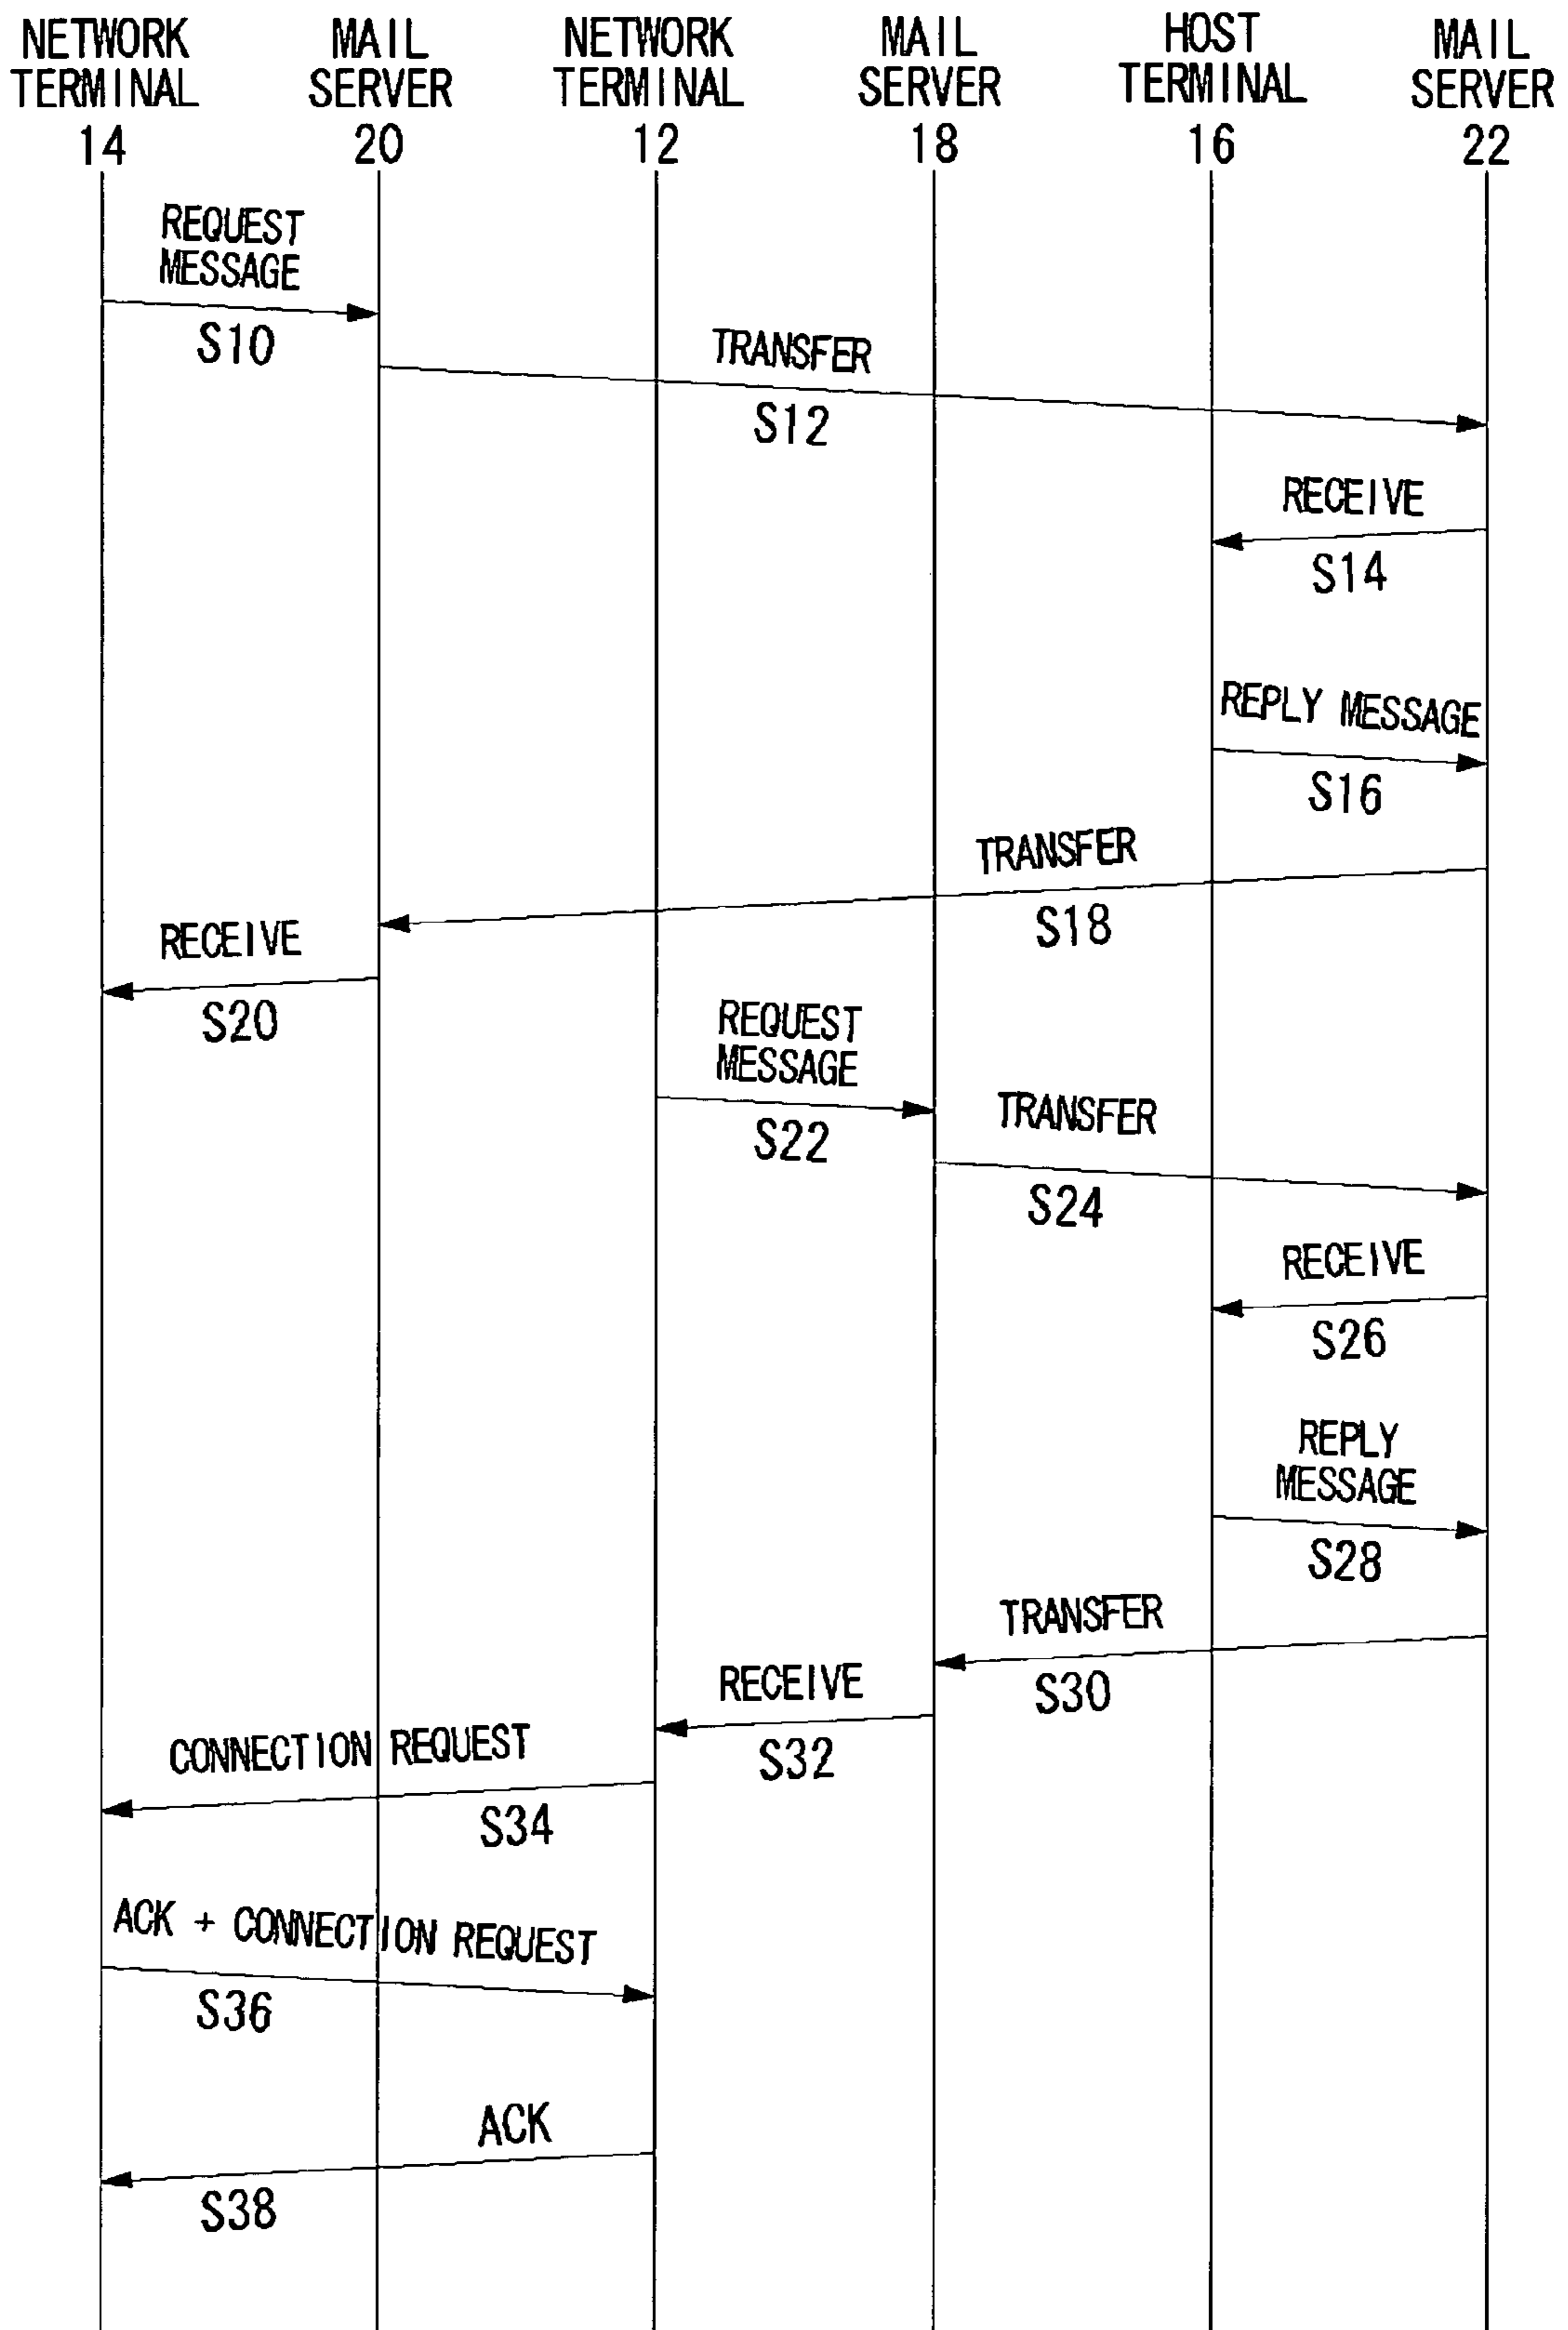 NETWORK
TERMINAL
14
MAIL
SERVER
20
NETWORK
TERMINAL
12
MAIL
SERVER
18
HOST
TERMINAL
16
MAIL
SERVER
22
REQUEST
MESSAGE
S10
TRANSFER
S12
RECEIVE
S14
REPLY MESSAGE
S16
TRANSFER
S18
RECEIVE
S20
REQUEST
MESSAGE
S22
TRANSFER
S24
RECEIVE
S26
REPLY
MESSAGE
S28
TRANSFER
S30
RECEIVE
S32
CONNECTION REQUEST
S34
ACK + CONNECTION REQUEST
S36
ACK
S38